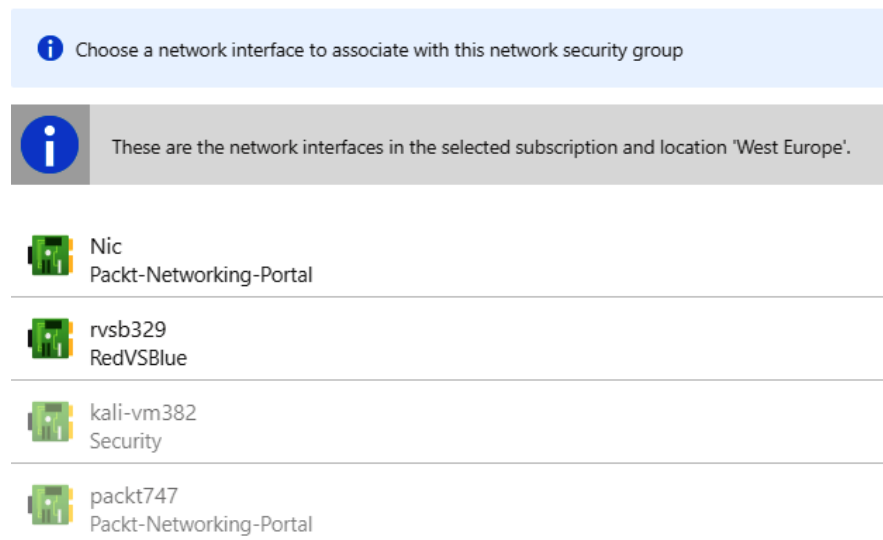 Choose a network interface to associate with this network security group
These are the network interfaces in the selected subscription and location 'West Europe'.
Nic
Packt-Networking-Portal
rvsb329
RedVSBlue
kali-vm382
Security
packt747
Packt-Networking-Portal